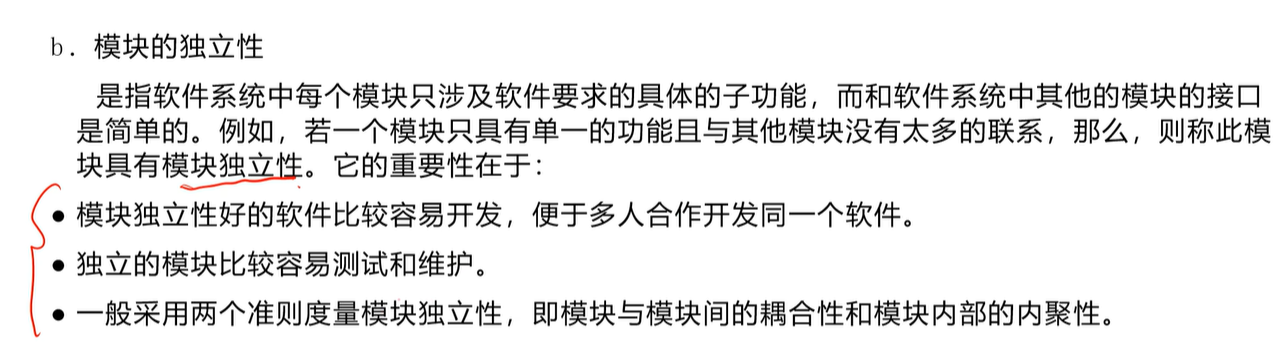 b. 模块的独立性
是指软件系统中每个模块只涉及软件要求的具体的子功能，而和软件系统中其他的模块的接口
是简单的。例如，若一个模块只具有单一的功能且与其他模块没有太多的联系，那么，则称此模
块具有模块独立性。它的重要性在于：
● 模块独立性好的软件比较容易开发，便于多人合作开发同一个软件。
● 独立的模块比较容易测试和维护。
● 一般采用两个准则度量模块独立性，即模块与模块间的耦合性和模块内部的内聚性。